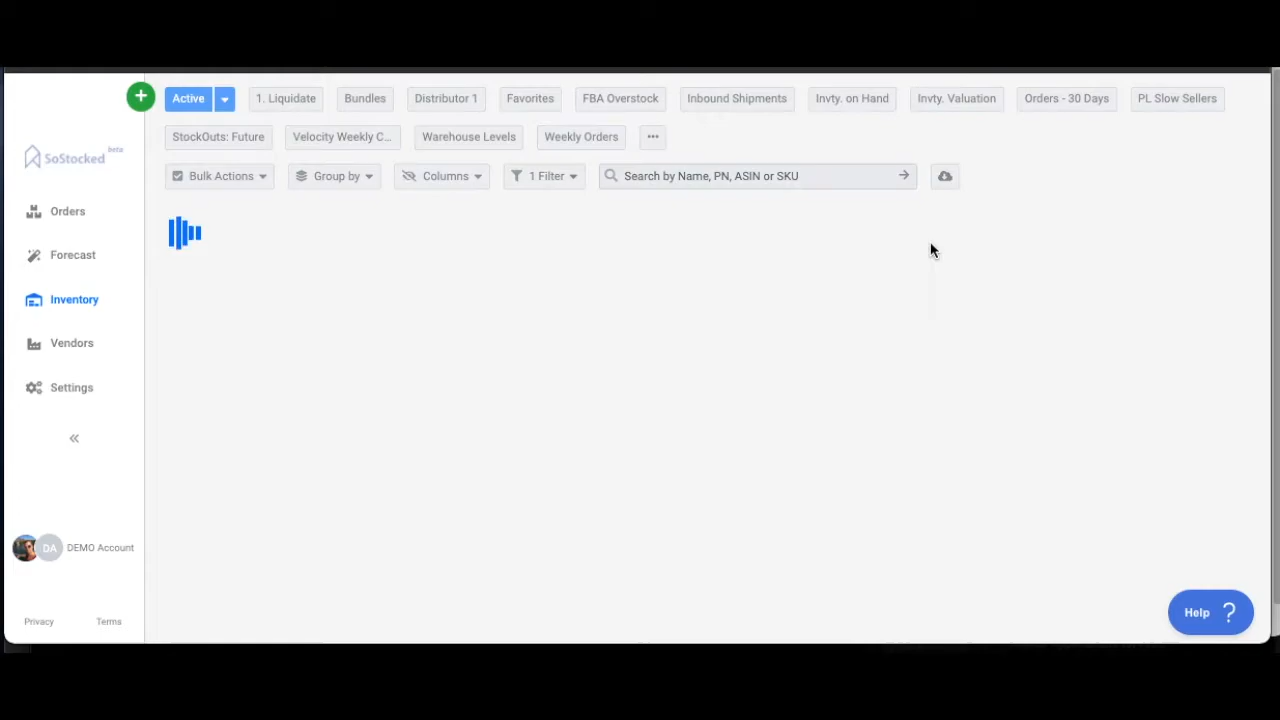 Active
1. Liquidate
Bundles
Distributor 1
Favorites
FBA Overstock
Inbound Shipments
Invty. on Hand
Invty. Valuation
Orders - 30 Days
PL Slow Sellers
StockOuts: Future
Velocity Weekly C...
Warehouse Levels
Weekly Orders
Bulk Actions
Group by
Columns
1 Filter
Search by Name, PN, ASIN or SKU
SoStocked beta
Orders
Forecast
Inventory
Vendors
Settings
DA
DEMO Account
Privacy
Terms
Help ?